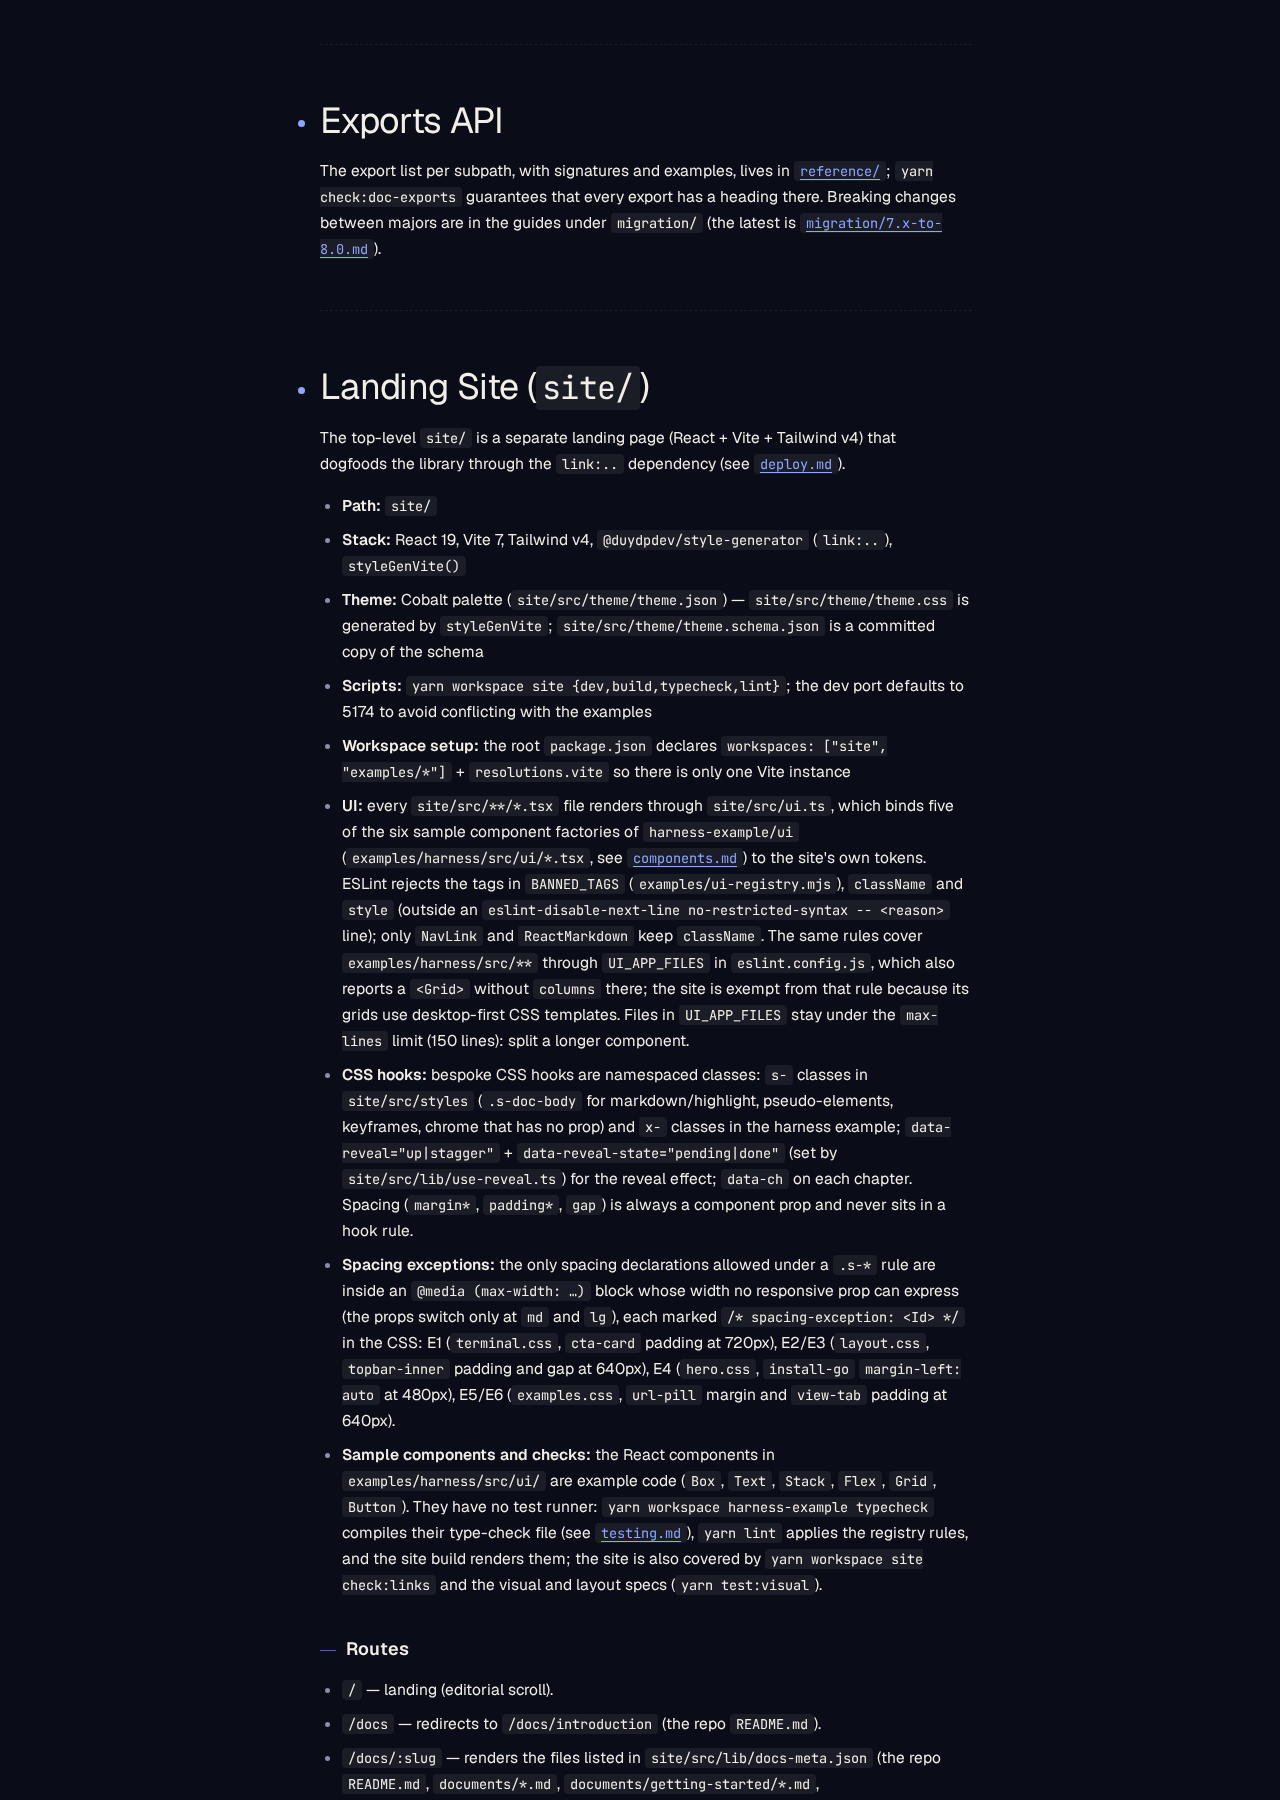 Exports API
The export list per subpath, with signatures and examples, lives in reference/ ; yarn
check:doc-exports guarantees that every export has a heading there. Breaking changes
between majors are in the guides under migration/ (the latest is migration/7.x-to-
8.0.md ).
Landing Site ( site/ )
The top-level site/ is a separate landing page (React + Vite + Tailwind v4) that
dogfoods the library through the link:.. dependency (see deploy.md ).
Path: site/
Stack: React 19, Vite 7, Tailwind v4, @duydpdev/style-generator ( link:.. ),
styleGenVite()
Theme: Cobalt palette ( site/src/theme/theme.json ) — site/src/theme/theme.css is
generated by styleGenVite ; site/src/theme/theme.schema.json is a committed
copy of the schema
Scripts: yarn workspace site {dev,build,typecheck,lint} ; the dev port defaults to
5174 to avoid conflicting with the examples
Workspace setup: the root package.json declares workspaces: ["site",
"examples/*"] + resolutions.vite so there is only one Vite instance
UI: every site/src/**/*.tsx file renders through site/src/ui.ts , which binds five
of the six sample component factories of harness-example/ui
( examples/harness/src/ui/*.tsx , see components.md ) to the site's own tokens.
ESLint rejects the tags in BANNED_TAGS ( examples/ui-registry.mjs ), className and
style (outside an eslint-disable-next-line no-restricted-syntax -- <reason>
line); only NavLink and ReactMarkdown keep className . The same rules cover
examples/harness/src/** through UI_APP_FILES in eslint.config.js , which also
reports a <Grid> without columns there; the site is exempt from that rule because its
grids use desktop-first CSS templates. Files in UI_APP_FILES stay under the max-
lines limit (150 lines): split a longer component.
CSS hooks: bespoke CSS hooks are namespaced classes: s- classes in
site/src/styles ( .s-doc-body for markdown/highlight, pseudo-elements,
keyframes, chrome that has no prop) and x- classes in the harness example; data-
reveal="up|stagger" + data-reveal-state="pending|done" (set by
site/src/lib/use-reveal.ts ) for the reveal effect; data-ch on each chapter.
Spacing ( margin* , padding* , gap ) is always a component prop and never sits in a
hook rule.
Spacing exceptions: the only spacing declarations allowed under a .s-* rule are
inside an @media (max-width: …) block whose width no responsive prop can express
(the props switch only at md and lg ), each marked /* spacing-exception: <Id> */
in the CSS: E1 ( terminal.css , cta-card padding at 720px), E2/E3 ( layout.css ,
topbar-inner padding and gap at 640px), E4 ( hero.css , install-go margin-left:
auto at 480px), E5/E6 ( examples.css , url-pill margin and view-tab padding at
640px).
Sample components and checks: the React components in
examples/harness/src/ui/ are example code ( Box , Text , Stack , Flex , Grid ,
Button ). They have no test runner: yarn workspace harness-example typecheck
compiles their type-check file (see testing.md ), yarn lint applies the registry rules,
and the site build renders them; the site is also covered by yarn workspace site
check:links and the visual and layout specs ( yarn test:visual ).
Routes
/ — landing (editorial scroll).
/docs — redirects to /docs/introduction (the repo README.md ).
/docs/:slug — renders the files listed in site/src/lib/docs-meta.json (the repo
README.md , documents/*.md , documents/getting-started/*.md ,